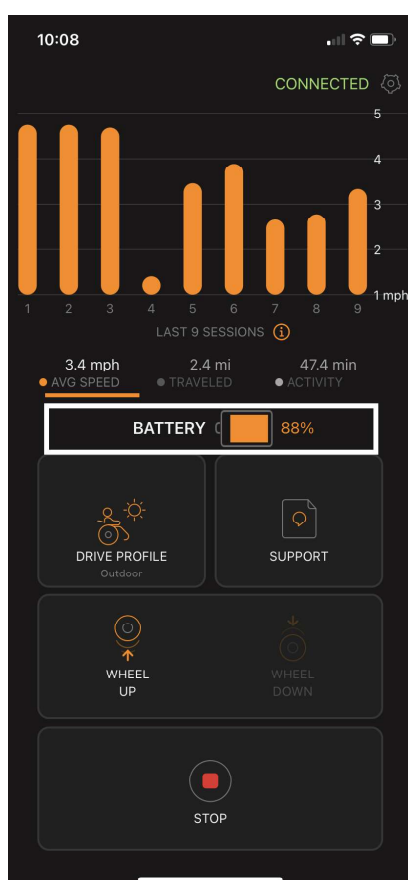 10:08
CONNECTED
5
4
3
2
1 mph
1 2 3 4 5 6 7 8 9
LAST 9 SESSIONS
3.4 mph 2.4 mi 47.4 min
AVG SPEED TRAVELED ACTIVITY
BATTERY 88%
DRIVE PROFILE SUPPORT
Outdoor
WHEEL WHEEL
UP DOWN
STOP